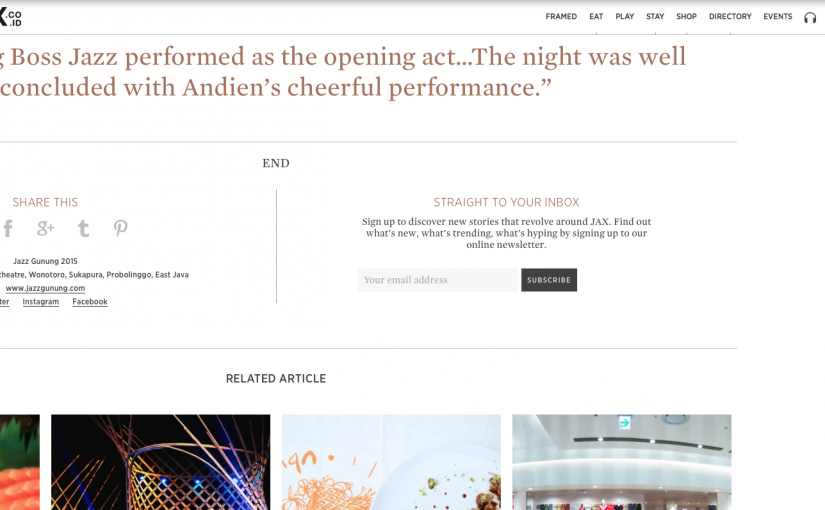 X.CO
.ID
FRAMED EAT PLAY STAY SHOP DIRECTORY EVENTS
g Boss Jazz performed as the opening act...The night was well
concluded with Andien’s cheerful performance.”
END
SHARE THIS
STRAIGHT TO YOUR INBOX
Sign up to discover new stories that revolve around JAX. Find out
what’s new, what’s trending, what’s hyping by signing up to our
online newsletter.
f g+ t
Jazz Gunung 2015
theatre, Wonotoro, Sukapura, Probolinggo, East Java
www.jazzgunung.com
ter Instagram Facebook
Your email address SUBSCRIBE
RELATED ARTICLE